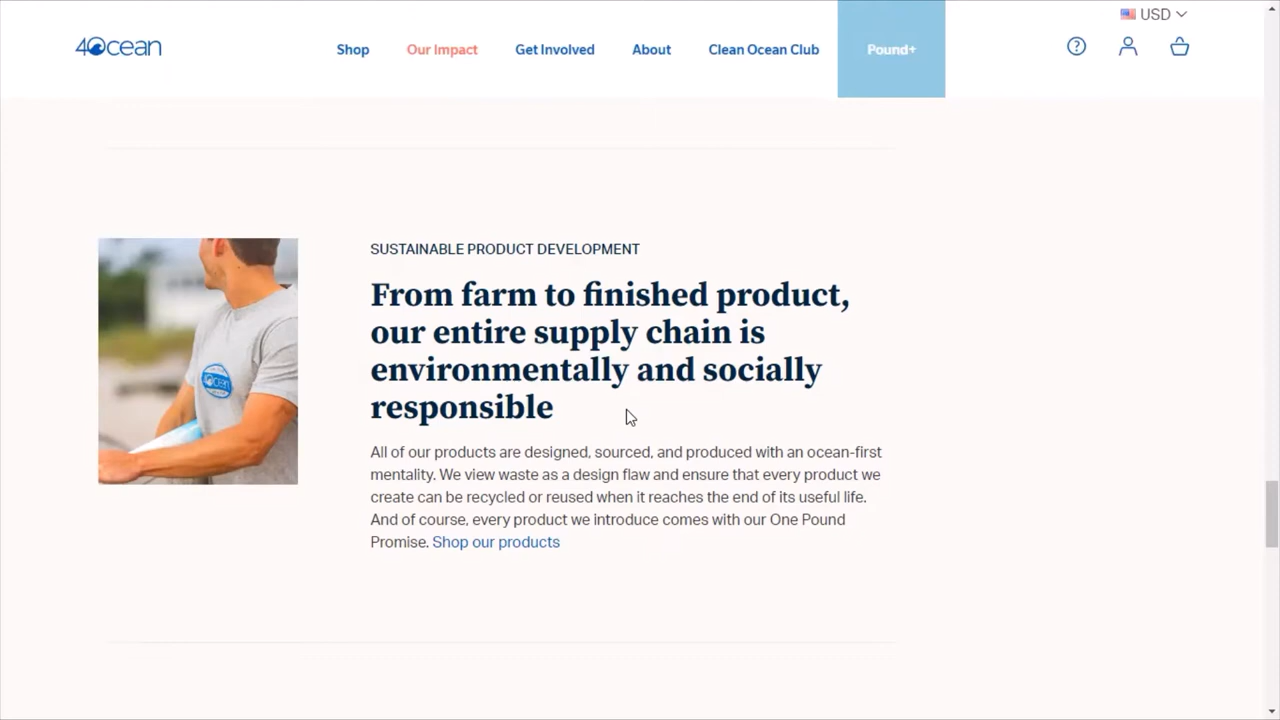 USD
4Ocean
Shop
Our Impact
Get Involved
About
Clean Ocean Club
Pound+
SUSTAINABLE PRODUCT DEVELOPMENT
From farm to finished product,
our entire supply chain is
environmentally and socially
responsible
4Ocean
All of our products are designed, sourced, and produced with an ocean-first
mentality. We view waste as a design flaw and ensure that every product we
create can be recycled or reused when it reaches the end of its useful life.
And of course, every product we introduce comes with our One Pound
Promise. Shop our products